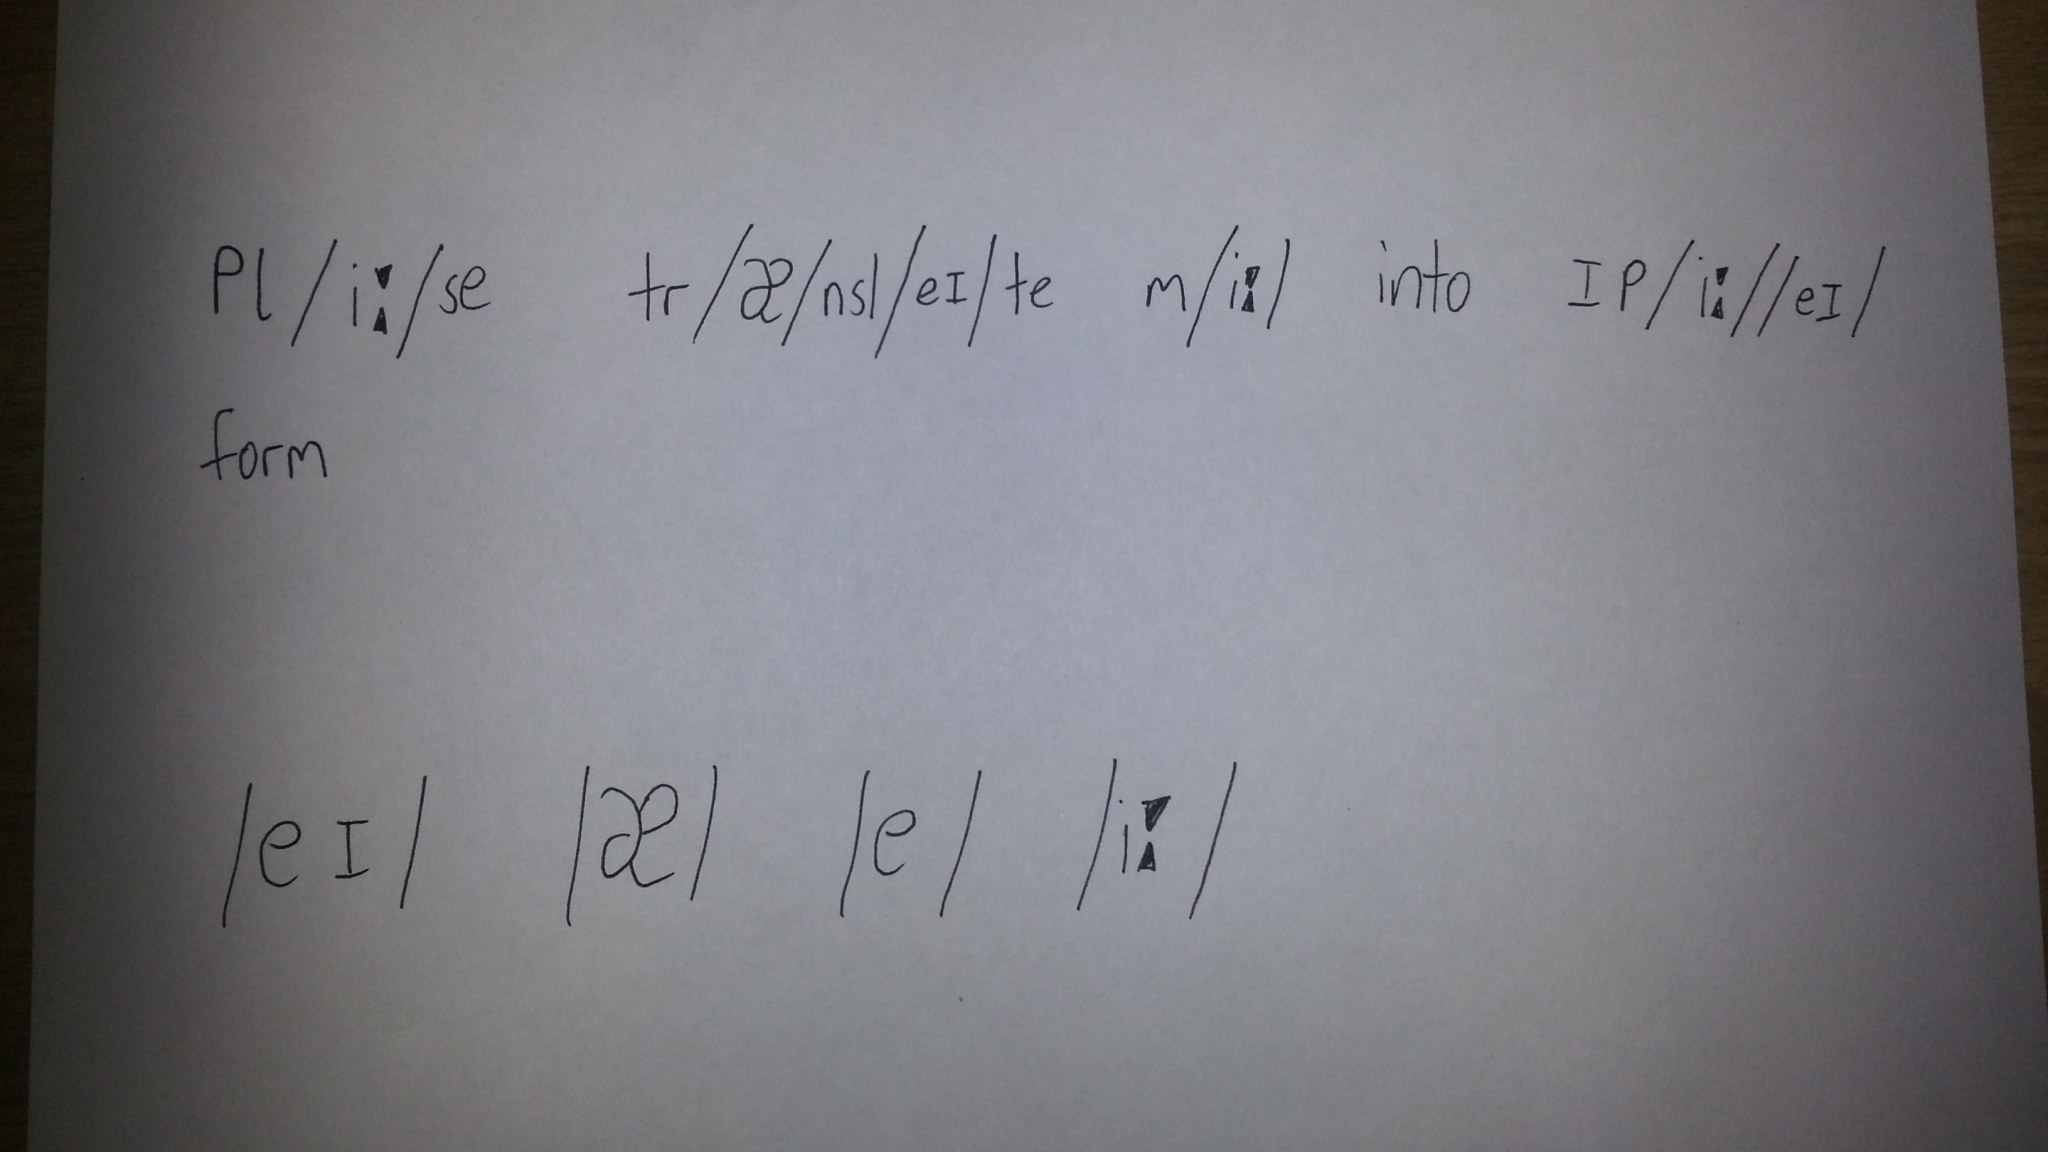 Pl/iː/se tr/æ/nsl/eɪ/te m/iː/ into IP/iː//eɪ/
form
/eɪ/ /æ/ /e/ /iː/